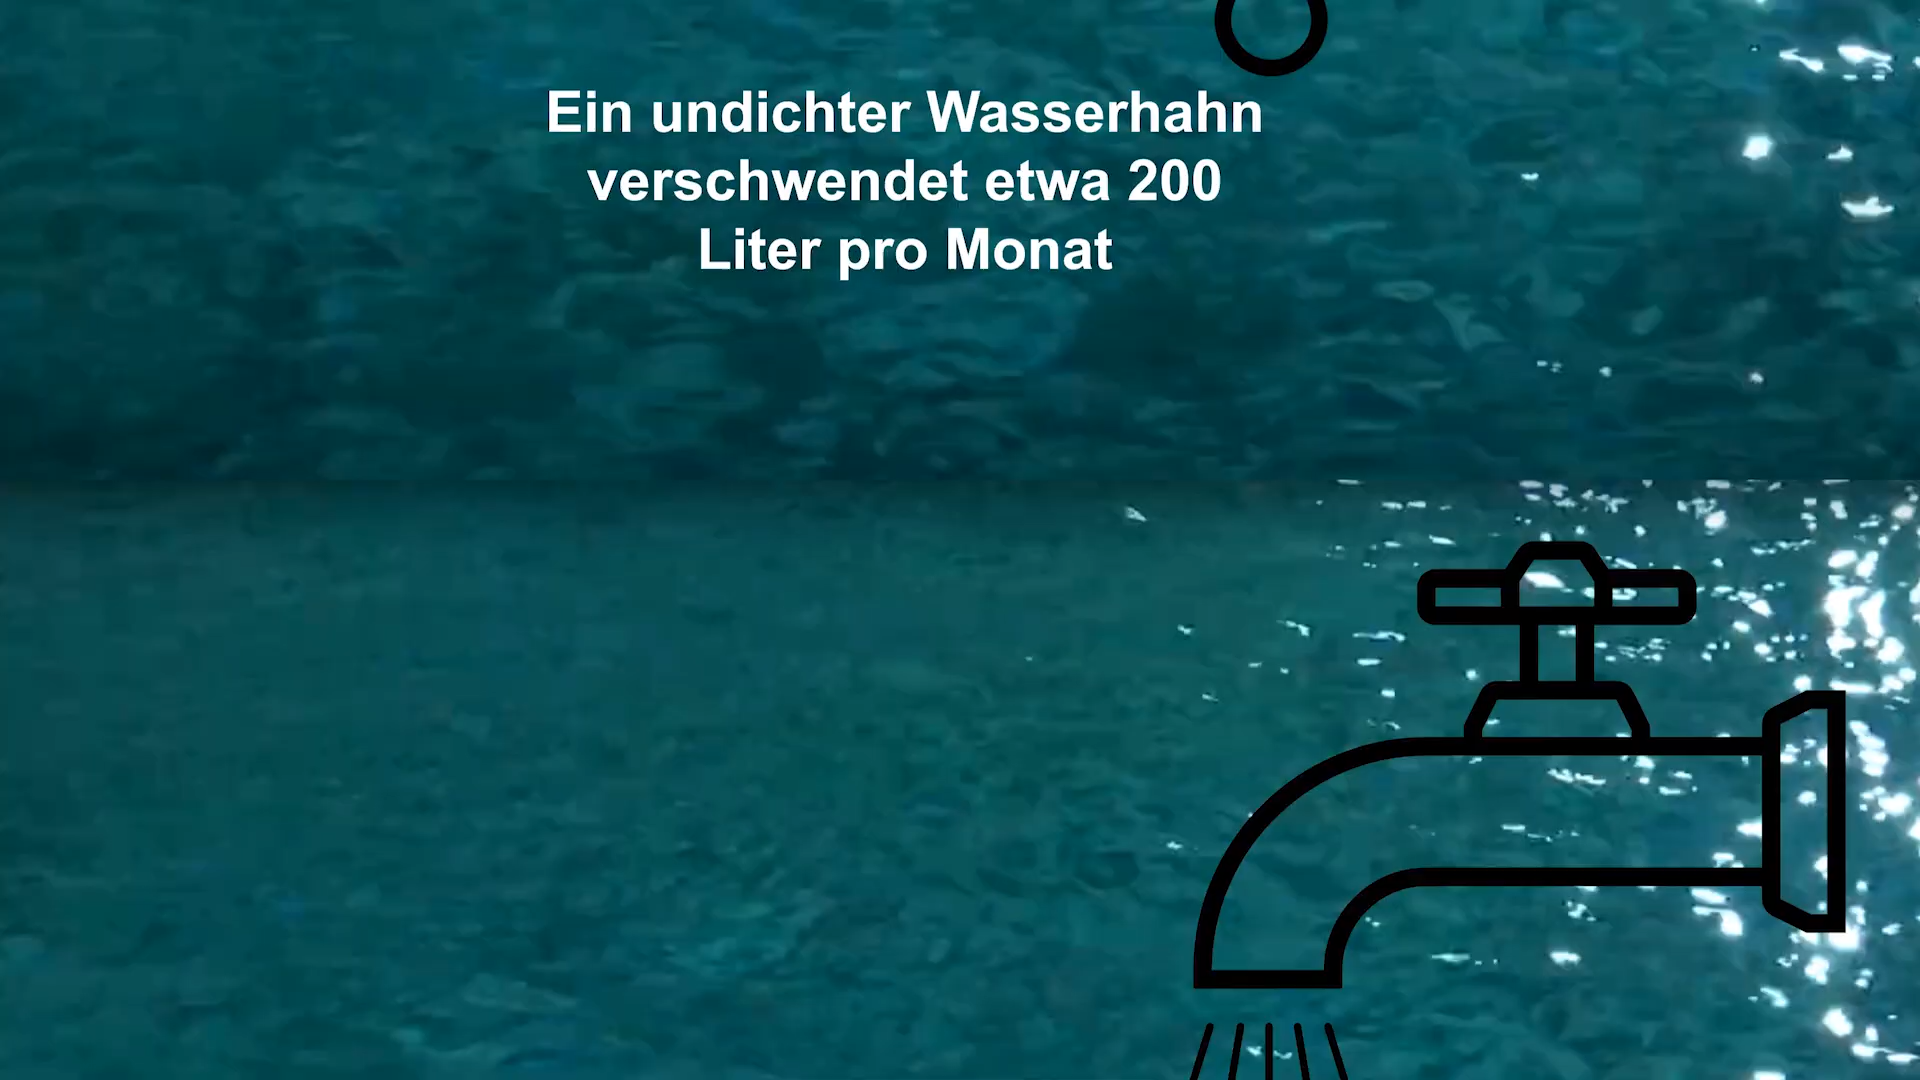 Ein undichter Wasserhahn
verschwendet etwa 200
Liter pro Monat